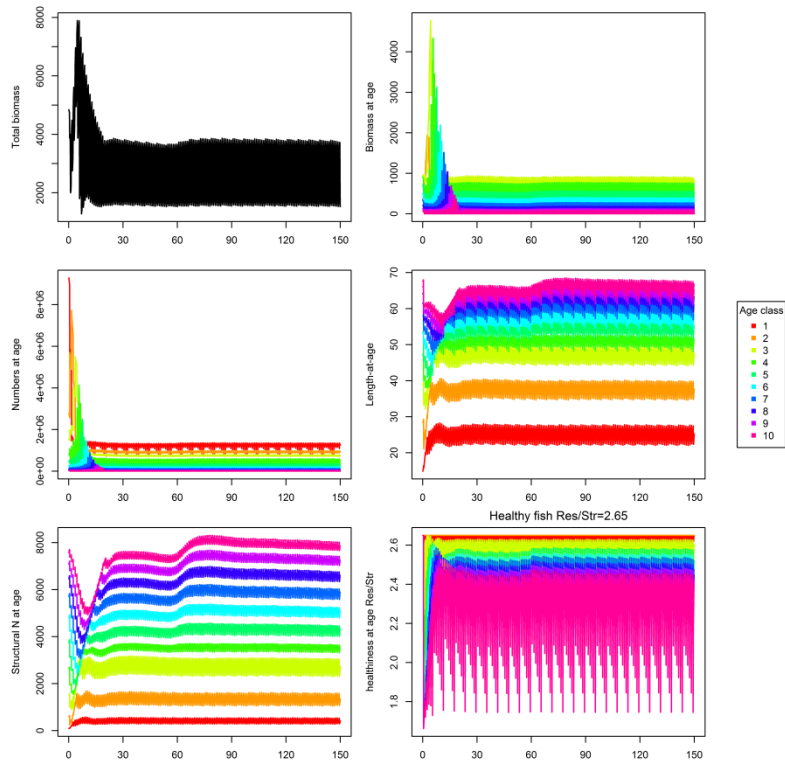 Total biomass
8000
6000
4000
2000
0 30 60 90 120 150
Biomass at age
4000
3000
2000
1000
0
0 30 60 90 120 150
Numbers at age
8e+06
6e+06
4e+06
2e+06
0e+00
0 30 60 90 120 150
Length-at-age
70
60
50
40
30
20
0 30 60 90 120 150
Age class
1
2
3
4
5
6
7
8
9
10
Structural N at age
8000
6000
4000
2000
0
0 30 60 90 120 150
Healthy fish Res/Str=2.65
healthiness at age Res/Str
2.6
2.4
2.2
2.0
1.8
0 30 60 90 120 150